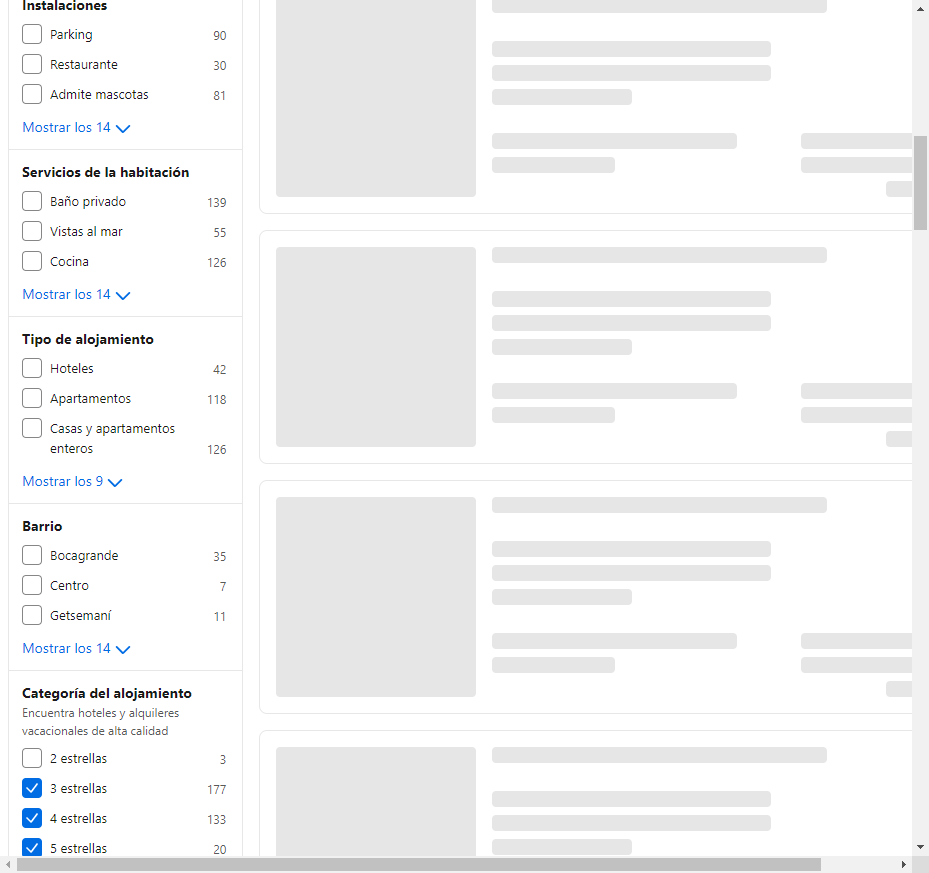 Instalaciones
Parking 90
Restaurante 30
Admite mascotas 81
Mostrar los 14
Servicios de la habitación
Baño privado 139
Vistas al mar 55
Cocina 126
Mostrar los 14
Tipo de alojamiento
Hoteles 42
Apartamentos 118
Casas y apartamentos
enteros 126
Mostrar los 9
Barrio
Bocagrande 35
Centro 7
Getsemaní 11
Mostrar los 14
Categoría del alojamiento
Encuentra hoteles y alquileres
vacacionales de alta calidad
2 estrellas 3
3 estrellas 177
4 estrellas 133
5 estrellas 20